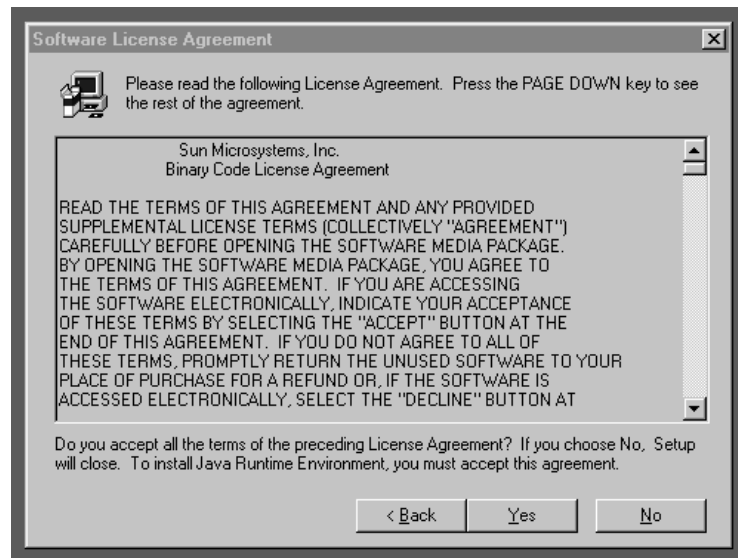 Software License Agreement
Please read the following License Agreement. Press the PAGE DOWN key to see
the rest of the agreement.
Sun Microsystems, Inc.
Binary Code License Agreement
READ THE TERMS OF THIS AGREEMENT AND ANY PROVIDED
SUPPLEMENTAL LICENSE TERMS (COLLECTIVELY "AGREEMENT")
CAREFULLY BEFORE OPENING THE SOFTWARE MEDIA PACKAGE.
BY OPENING THE SOFTWARE MEDIA PACKAGE, YOU AGREE TO
THE TERMS OF THIS AGREEMENT. IF YOU ARE ACCESSING
THE SOFTWARE ELECTRONICALLY, INDICATE YOUR ACCEPTANCE
OF THESE TERMS BY SELECTING THE "ACCEPT" BUTTON AT THE
END OF THIS AGREEMENT. IF YOU DO NOT AGREE TO ALL OF
THESE TERMS, PROMPTLY RETURN THE UNUSED SOFTWARE TO YOUR
PLACE OF PURCHASE FOR A REFUND OR, IF THE SOFTWARE IS
ACCESSED ELECTRONICALLY, SELECT THE "DECLINE" BUTTON AT
Do you accept all the terms of the preceding License Agreement? If you choose No, Setup
will close. To install Java Runtime Environment, you must accept this agreement.
< Back Yes No